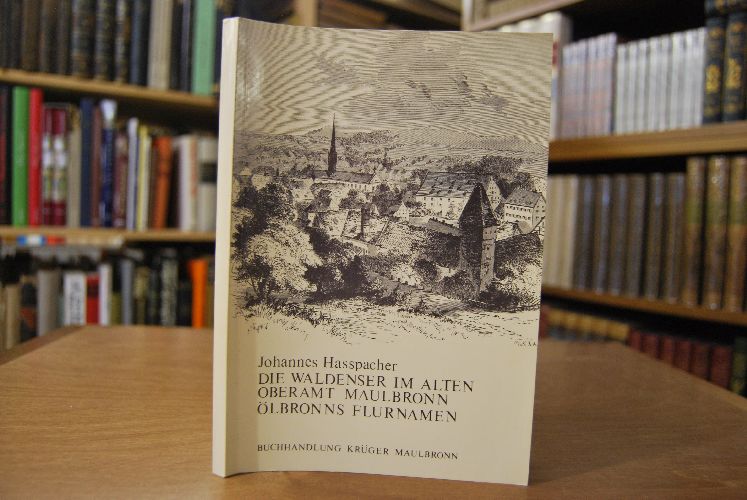 Johannes Hasspacher
DIE WALDENSER IM ALTEN
OBERAMT MAULBRONN
ÖLBRONNS FLURNAMEN
BUCHHANDLUNG KRÜGER MAULBRONN